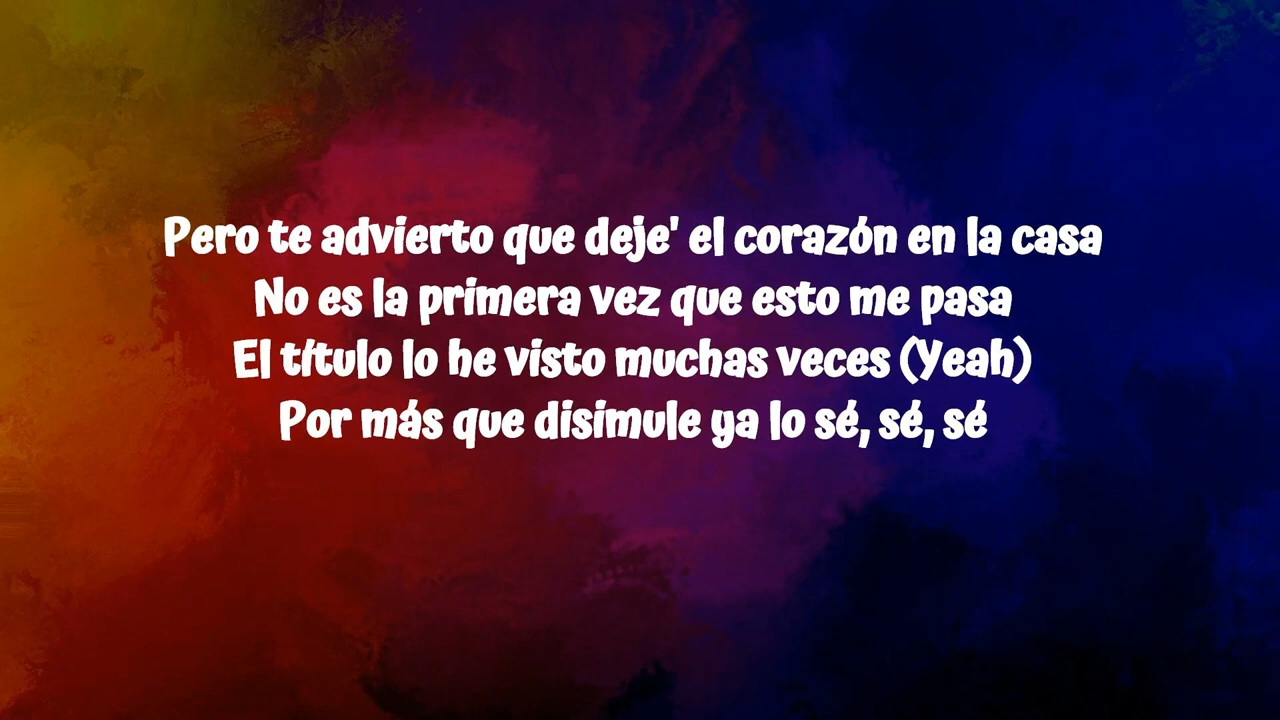 Pero te advierto que deje' el corazón en la casa
No es la primera vez que esto me pasa
El título lo he visto muchas veces (Yeah)
Por más que disimule ya lo sé, sé, sé